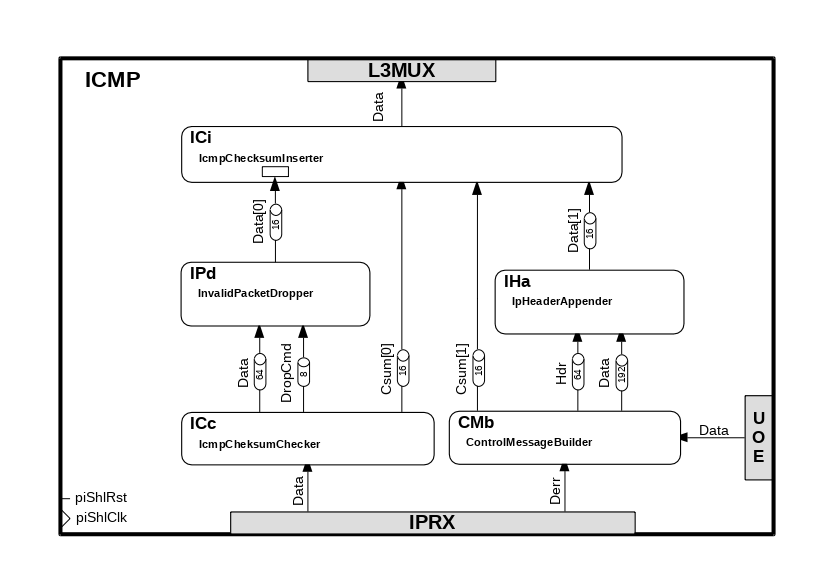 L3MUX
ICMP
Data
ICi
IcmpChecksumInserter
Data[0]
16
Data[1]
16
IPd
InvalidPacketDropper
IHa
IpHeaderAppender
Data
64
DropCmd
8
Csum[0]
16
Csum[1]
16
Hdr
64
Data
192
ICc
IcmpCheksumChecker
CMb
ControlMessageBuilder
Data
UOE
Data
Derr
piShlRst
piShlClk
IPRX